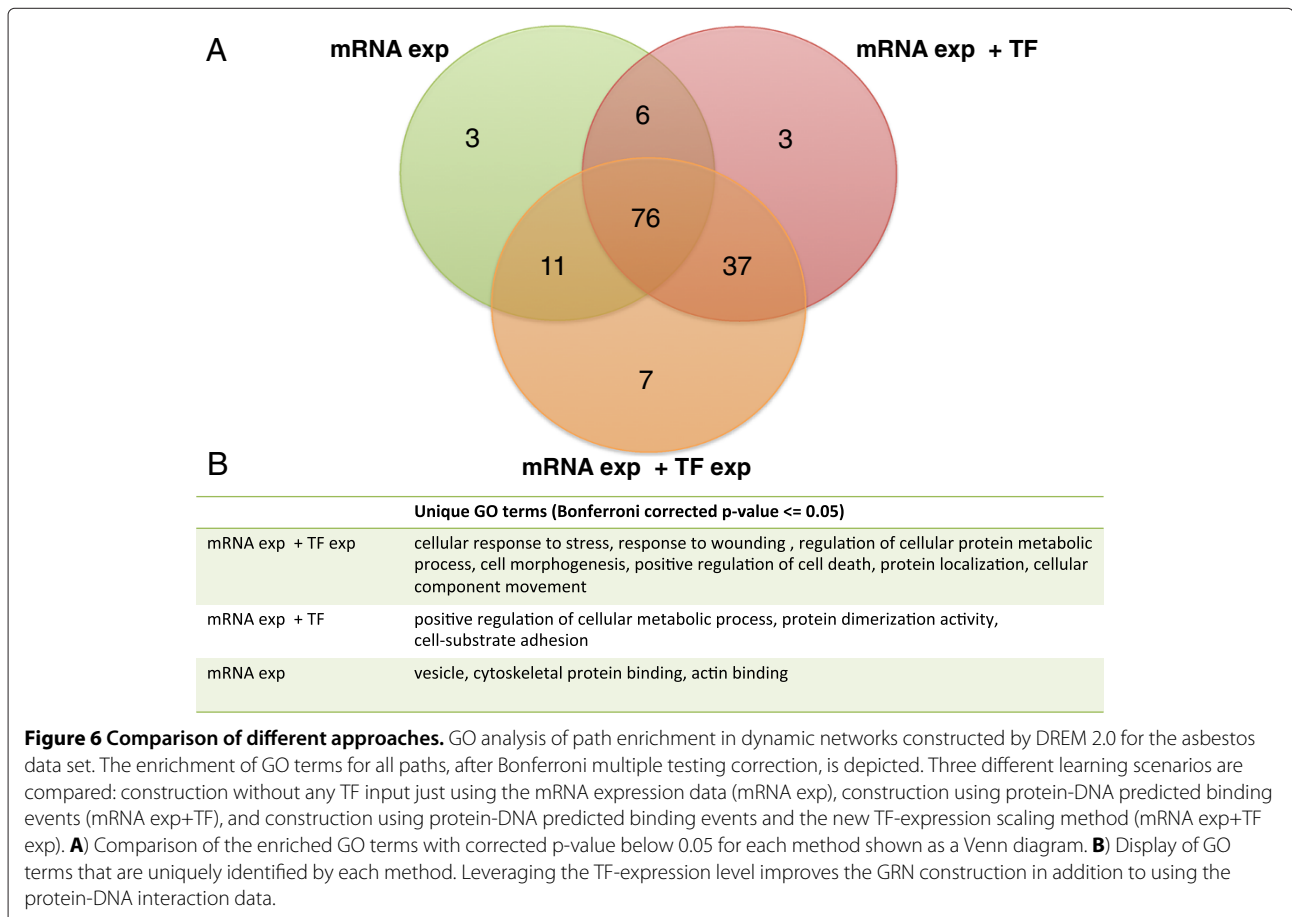 A
mRNA exp
mRNA exp + TF
6
3
3
76
11
37
7
B
mRNA exp + TF exp
Unique GO terms (Bonferroni corrected p-value <= 0.05)
mRNA exp + TF exp
cellular response to stress, response to wounding , regulation of cellular protein metabolic
process, cell morphogenesis, positive regulation of cell death, protein localization, cellular
component movement
mRNA exp + TF
positive regulation of cellular metabolic process, protein dimerization activity,
cell-substrate adhesion
mRNA exp
vesicle, cytoskeletal protein binding, actin binding
Figure 6 Comparison of different approaches. GO analysis of path enrichment in dynamic networks constructed by DREM 2.0 for the asbestos
data set. The enrichment of GO terms for all paths, after Bonferroni multiple testing correction, is depicted. Three different learning scenarios are
compared: construction without any TF input just using the mRNA expression data (mRNA exp), construction using protein-DNA predicted binding
events (mRNA exp+TF), and construction using protein-DNA predicted binding events and the new TF-expression scaling method (mRNA exp+TF
exp). A) Comparison of the enriched GO terms with corrected p-value below 0.05 for each method shown as a Venn diagram. B) Display of GO
terms that are uniquely identified by each method. Leveraging the TF-expression level improves the GRN construction in addition to using the
protein-DNA interaction data.